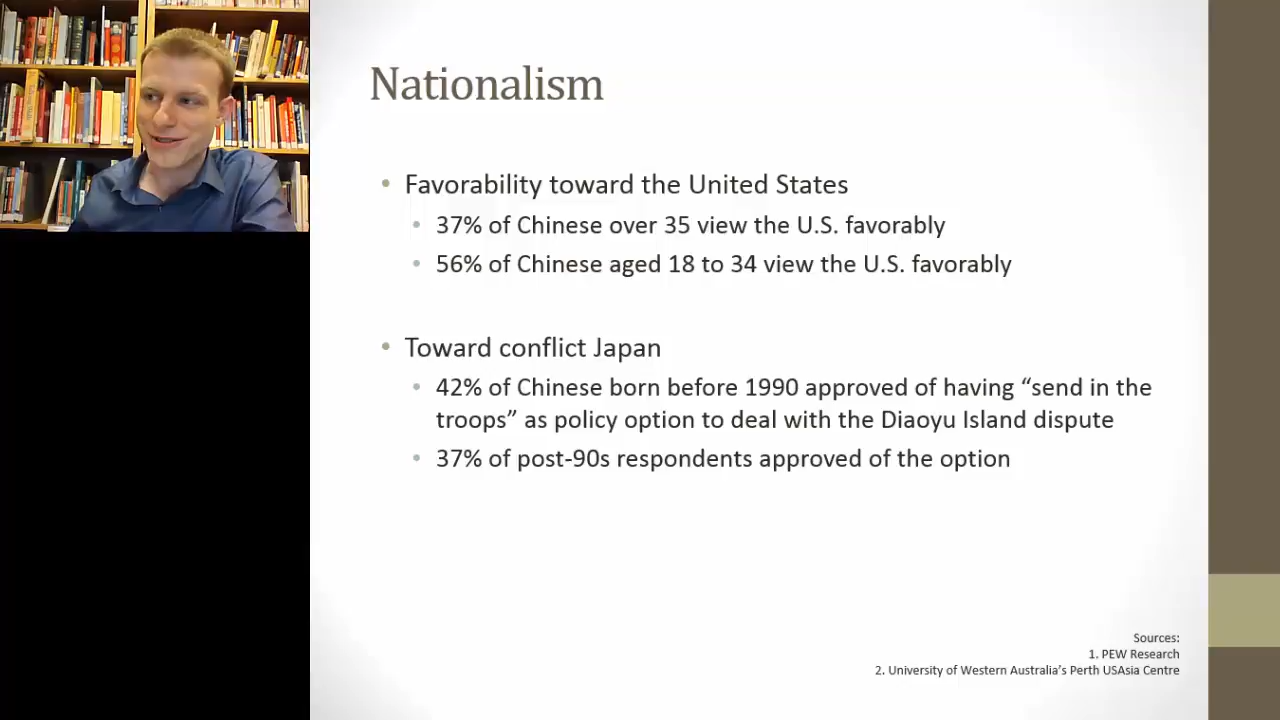 Nationalism
• Favorability toward the United States
• 37% of Chinese over 35 view the U.S. favorably
• 56% of Chinese aged 18 to 34 view the U.S. favorably
• Toward conflict Japan
• 42% of Chinese born before 1990 approved of having “send in the
troops” as policy option to deal with the Diaoyu Island dispute
• 37% of post-90s respondents approved of the option
Sources:
1. PEW Research
2. University of Western Australia’s Perth USAsia Centre